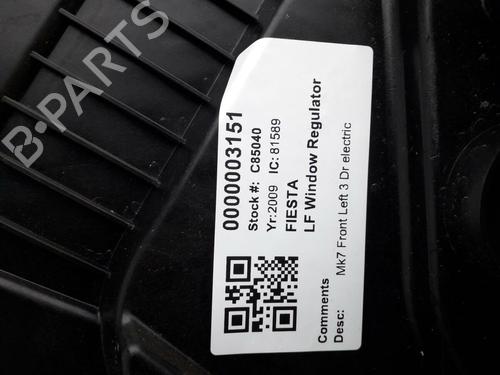 0000003151
Stock #: C85040
Yr:2009 IC: 81589
FIESTA
LF Window Regulator
Comments
Desc: Mk7 Front Left 3 Dr electric
B-PARTS